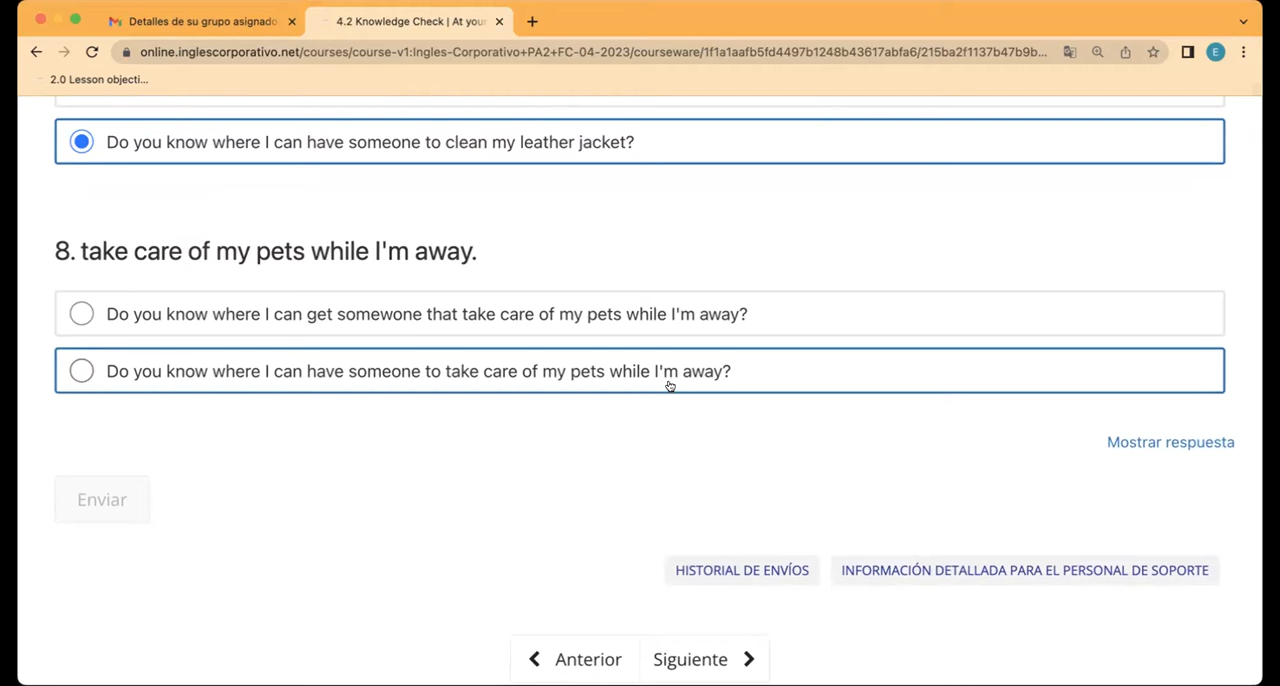 Detalles de su grupo asignado
4.2 Knowledge Check | At your
online.inglescorporativo.net/courses/course-v1:Ingles-Corporativo+PA2+FC-04-2023/courseware/1f1a1aafb5fd4497b1248b43617abfa6/215ba2f1137b47b9b...
E
2.0 Lesson objecti...
Do you know where I can have someone to clean my leather jacket?
8. take care of my pets while I'm away.
Do you know where I can get somewone that take care of my pets while I'm away?
Do you know where I can have someone to take care of my pets while I'm away?
Mostrar respuesta
Enviar
HISTORIAL DE ENVÍOS
INFORMACIÓN DETALLADA PARA EL PERSONAL DE SOPORTE
Anterior
Siguiente